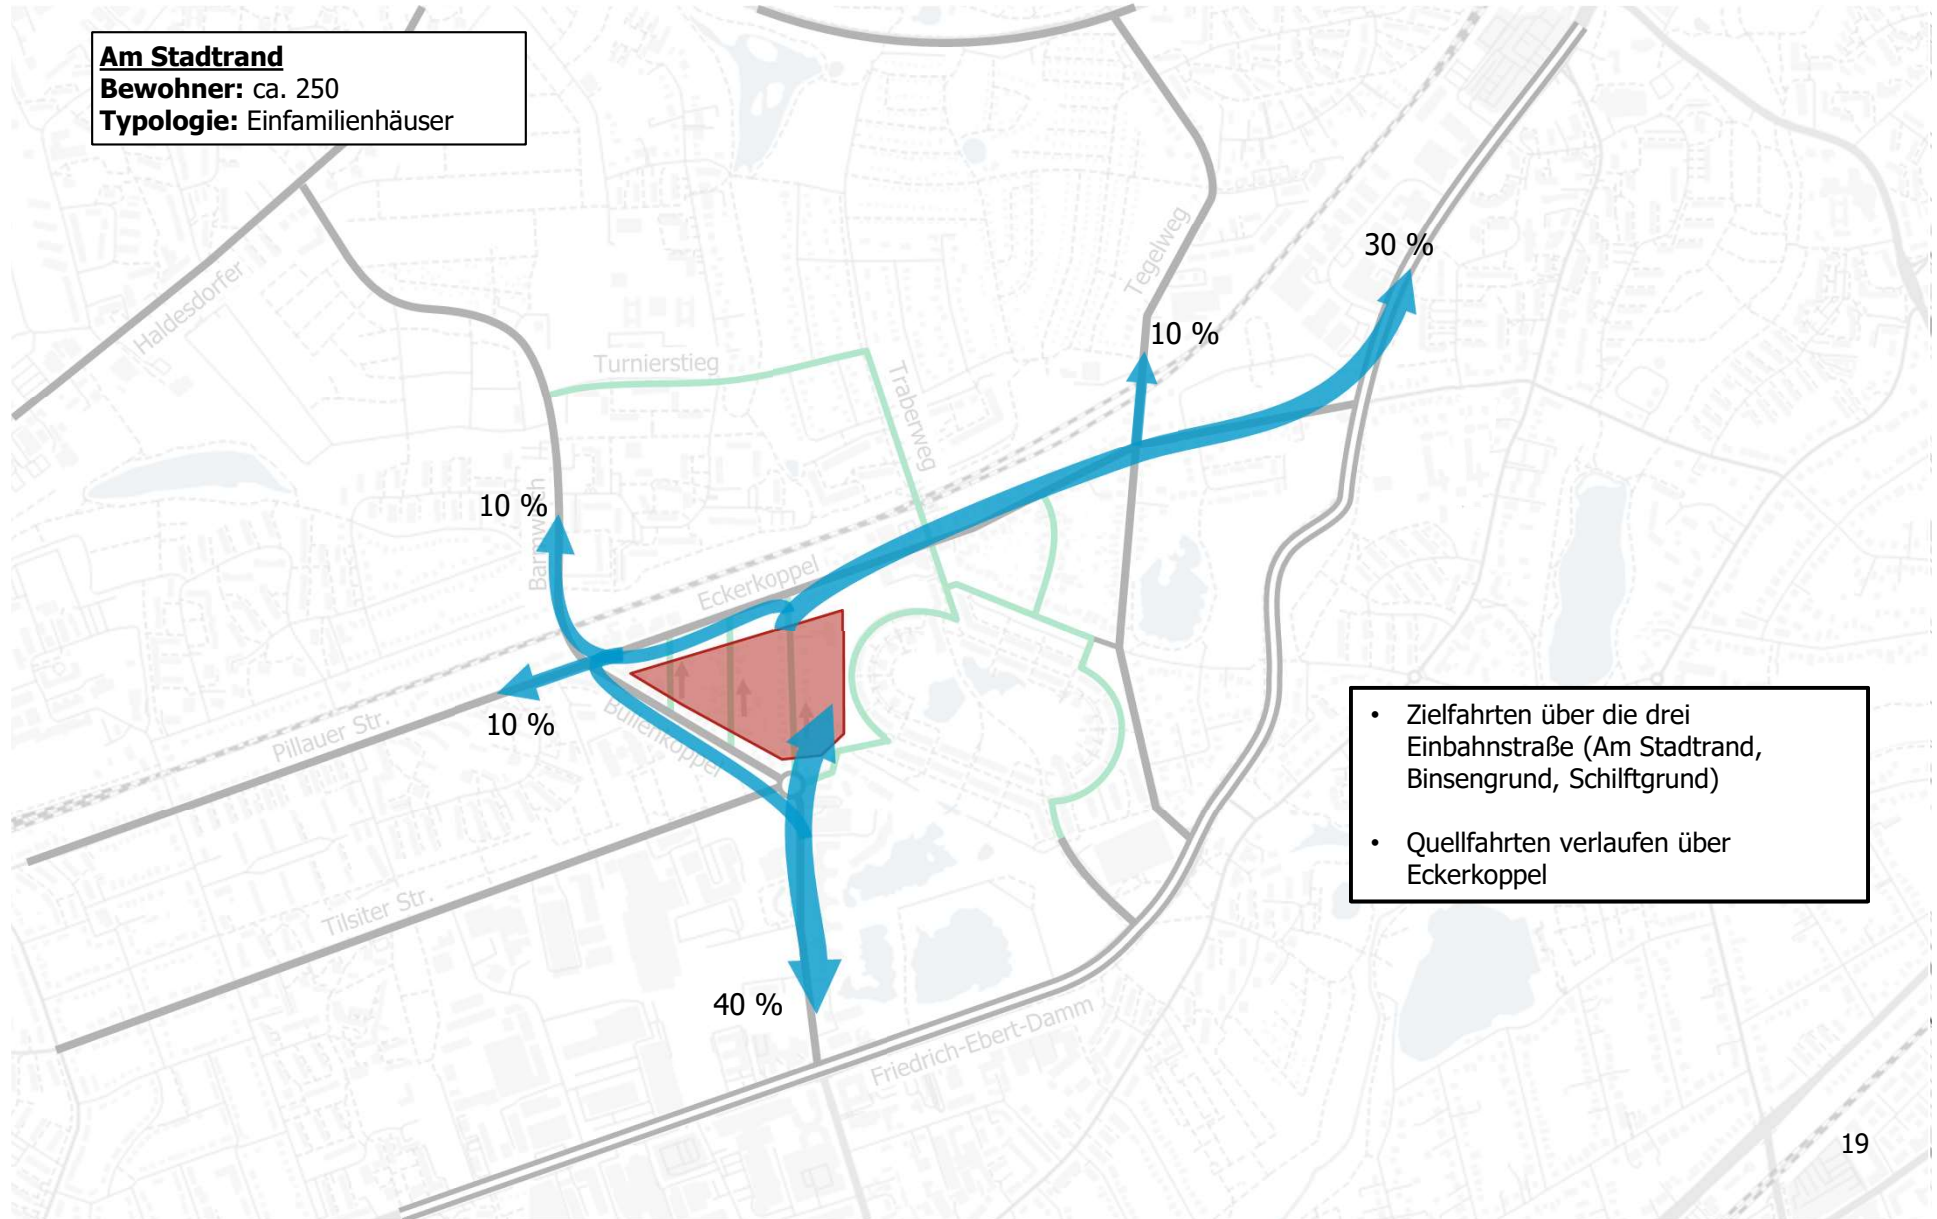 Am Stadtrand
Bewohner: ca. 250
Typologie: Einfamilienhäuser
30 %
Tegelweg
Haldesdorfer
10 %
Turnierstieg
Traberweg
10 %
Eckerkoppel
10 %
Pillauer Str.
Bullenkoppel
• Zielfahrten über die drei
Einbahnstraße (Am Stadtrand,
Binsengrund, Schilftgrund)
• Quellfahrten verlaufen über
Eckerkoppel
Tilsiter Str.
40 %
Friedrich-Ebert-Damm
19